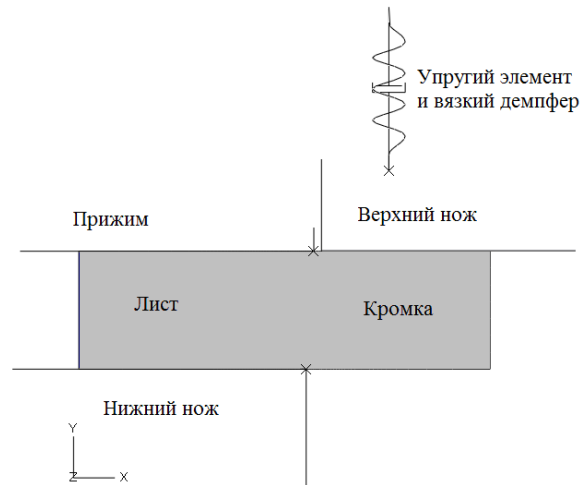 Упругий элемент
и вязкий демпфер
Прижим
Верхний нож
Лист
Кромка
Нижний нож
Y
Z
X